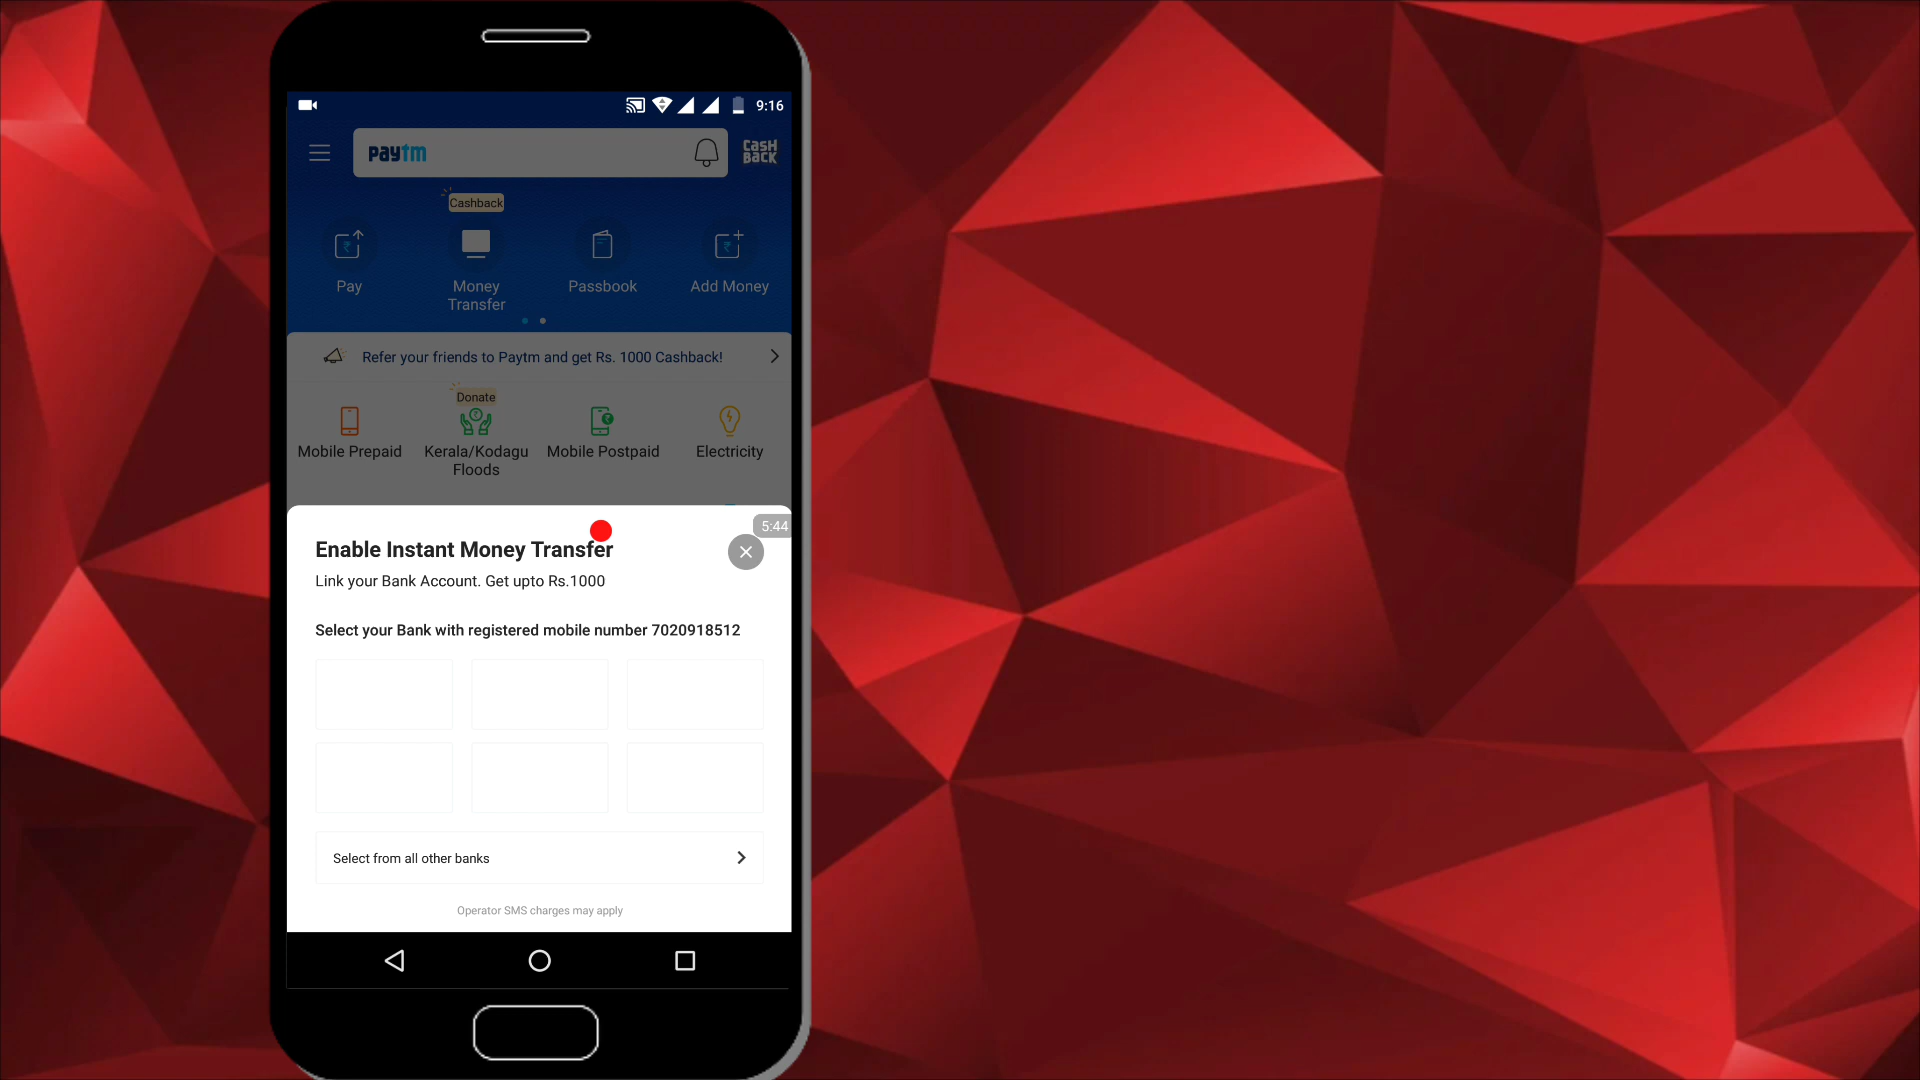 9:16
paytm
CASH
BACK
Cashback
Pay
Money
Transfer
Passbook
Add Money
Refer your friends to Paytm and get Rs. 1000 Cashback!
Donate
Mobile Prepaid
Kerala/Kodagu
Floods
Mobile Postpaid
Electricity
5:44
Enable Instant Money Transfer
Link your Bank Account. Get upto Rs.1000
Select your Bank with registered mobile number 7020918512
Select from all other banks
Operator SMS charges may apply